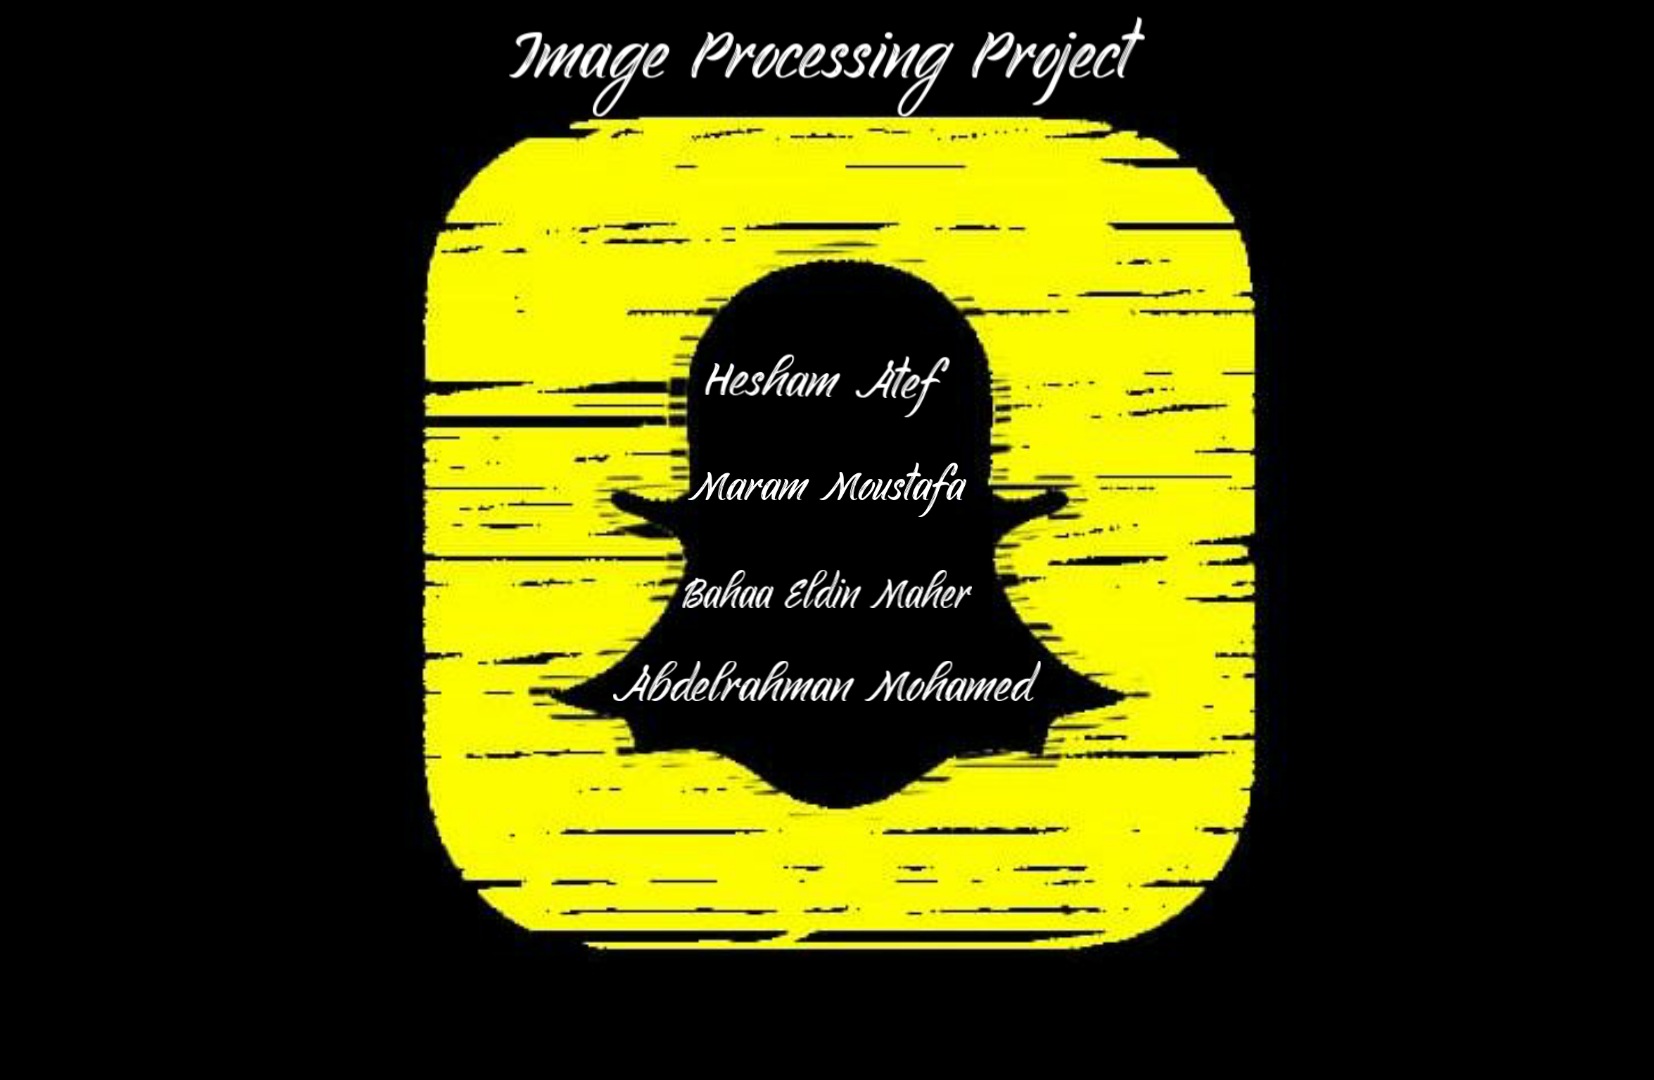 Image Processing Project
Hesham Atef
Maram Moustafa
Bahaa Eldin Maher
Abdelrahman Mohamed